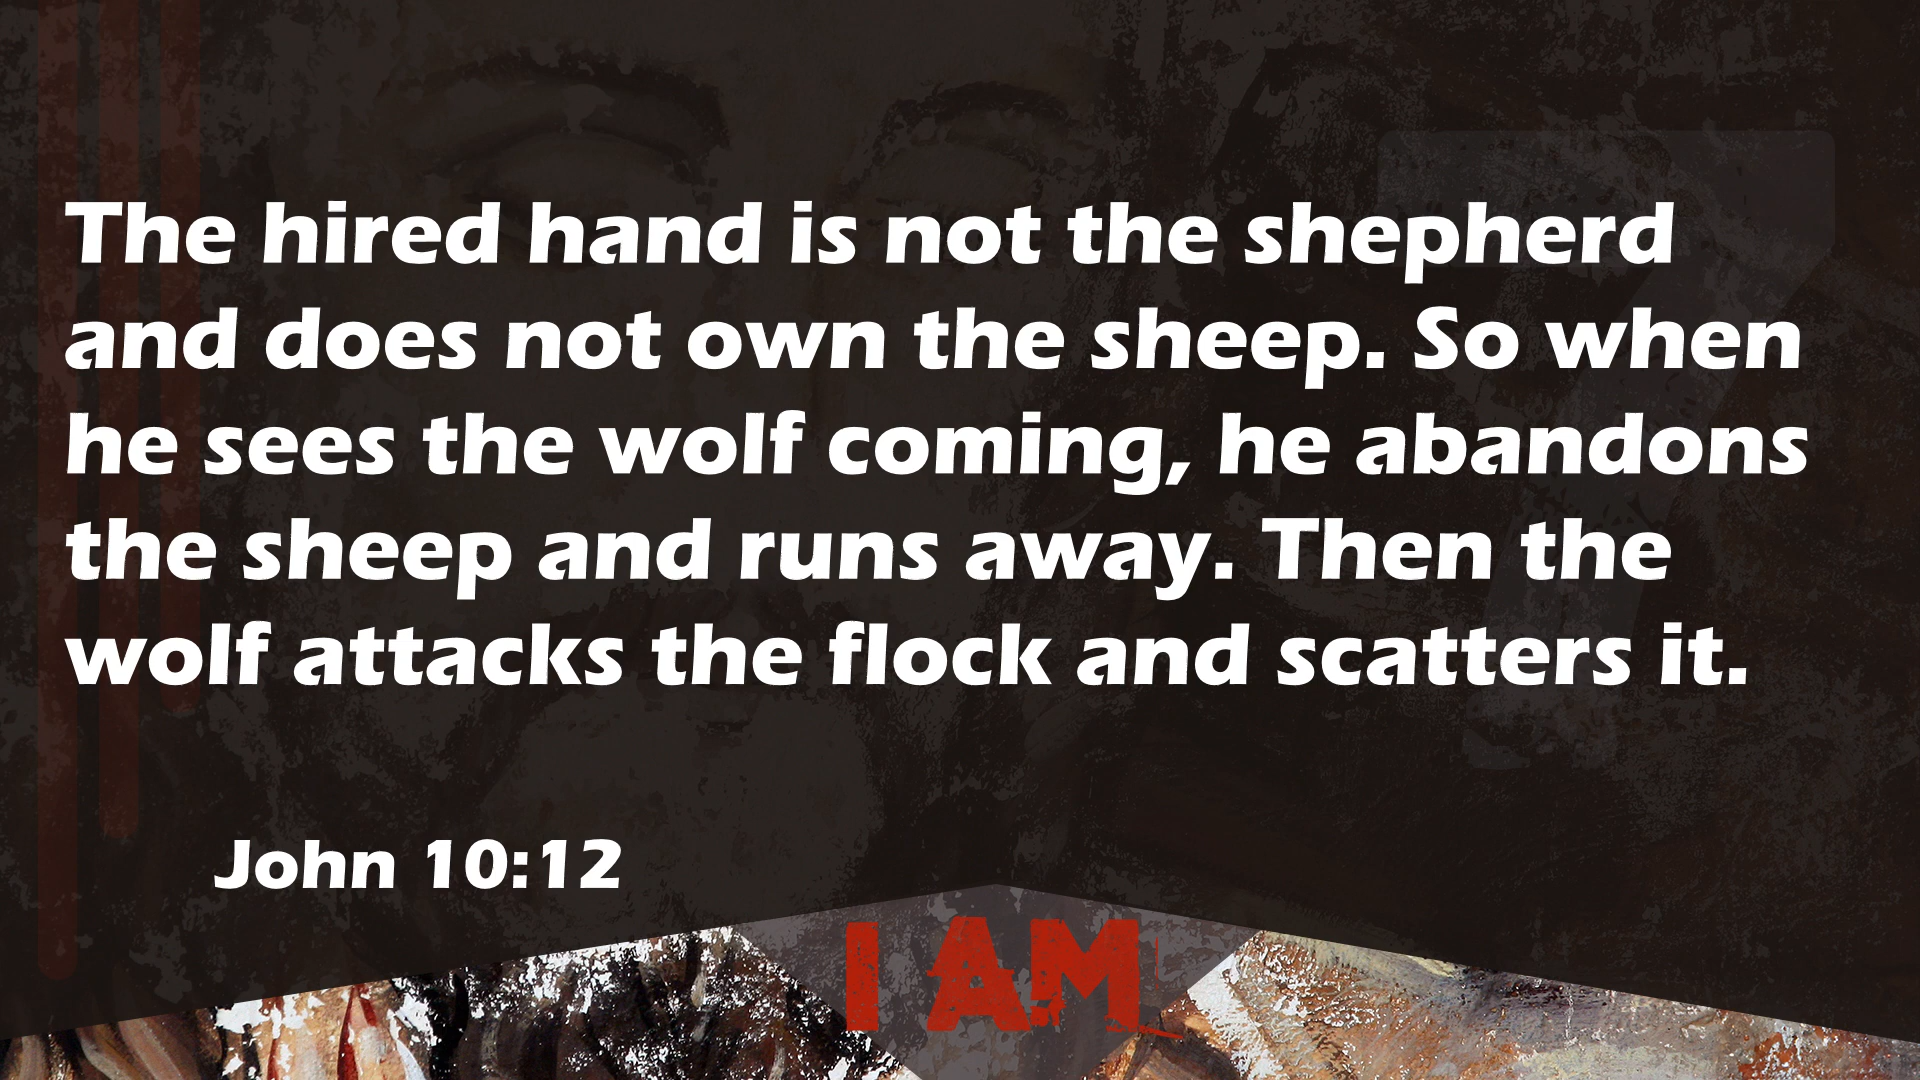 The hired hand is not the shepherd
and does not own the sheep. So when
he sees the wolf coming, he abandons
the sheep and runs away. Then the
wolf attacks the flock and scatters it.
John 10:12
I AM